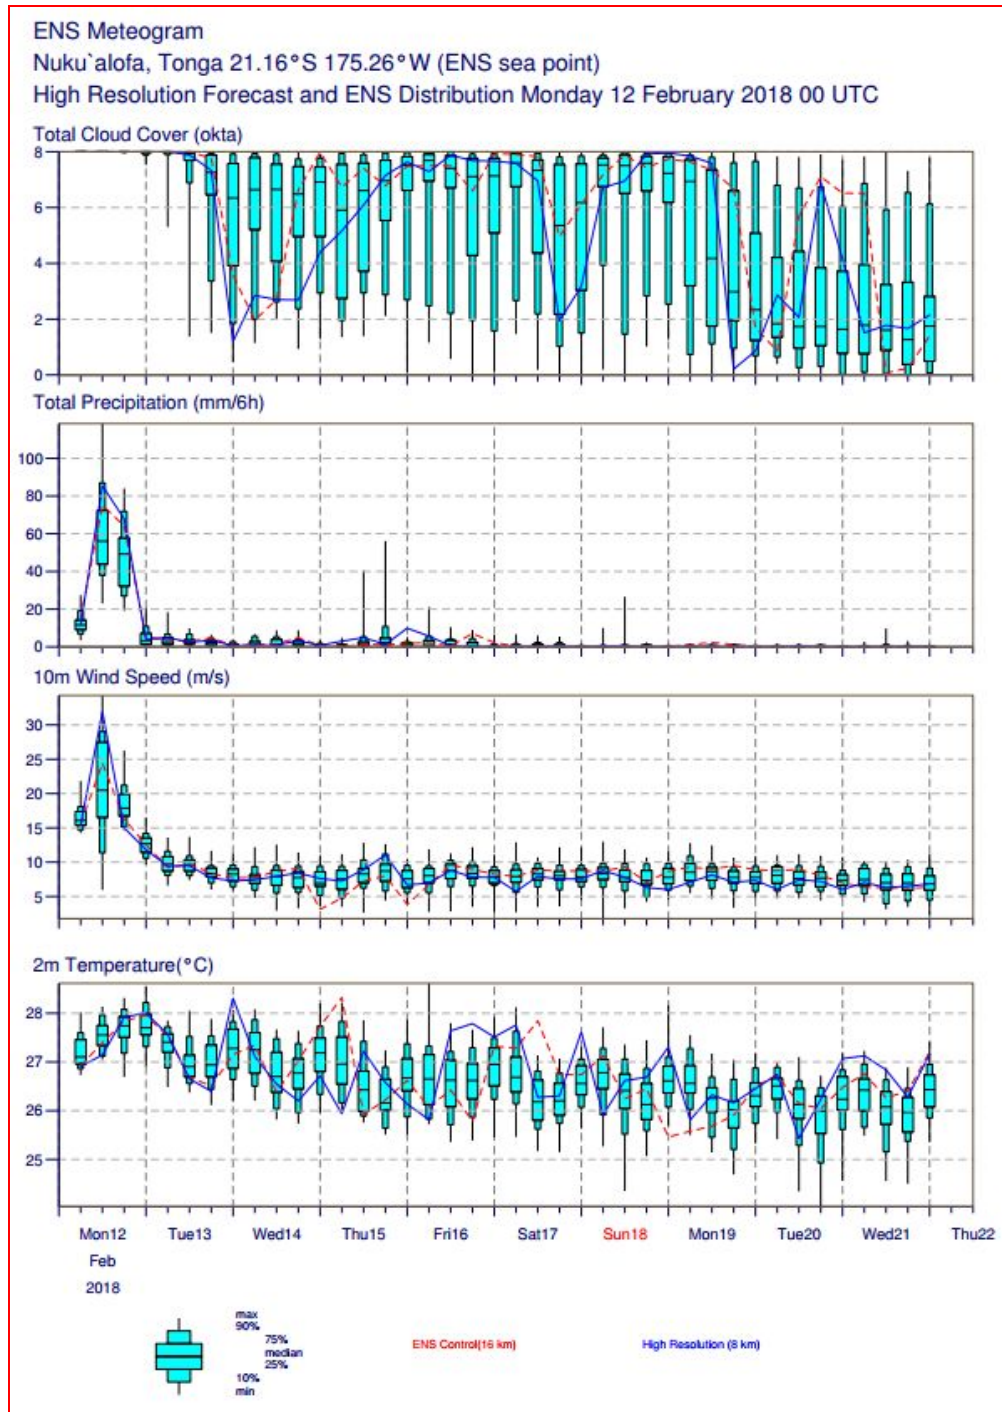 ENS Meteogram
Nuku`alofa, Tonga 21.16°S 175.26°W (ENS sea point)
High Resolution Forecast and ENS Distribution Monday 12 February 2018 00 UTC
Total Cloud Cover (okta)
8
6
4
2
0
Total Precipitation (mm/6h)
100
80
60
40
20
0
10m Wind Speed (m/s)
30
25
20
15
10
5
2m Temperature(°C)
28
27
26
25
Mon12 Tue13 Wed14 Thu15 Fri16 Sat17 Sun18 Mon19 Tue20 Wed21 Thu22
Feb
2018
max
90%
75%
median
25%
10%
min
ENS Control(16 km)
High Resolution (8 km)